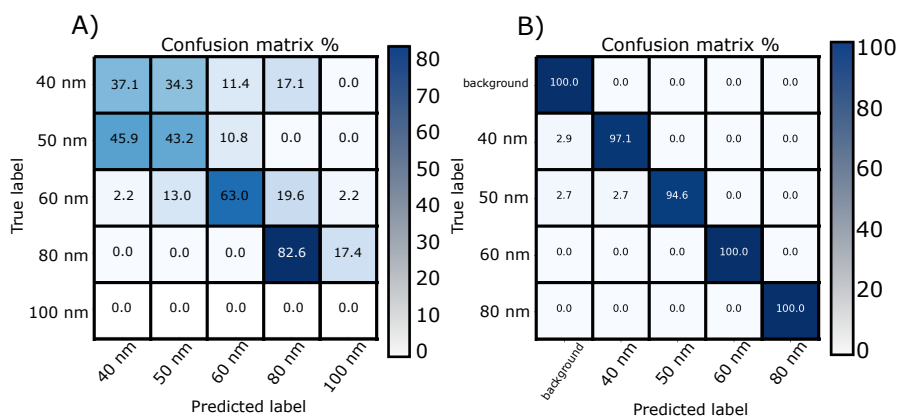 A)
Confusion matrix %
True label
40 nm 37.1 34.3 11.4 17.1 0.0
50 nm 45.9 43.2 10.8 0.0 0.0
60 nm 2.2 13.0 63.0 19.6 2.2
80 nm 0.0 0.0 0.0 82.6 17.4
100 nm 0.0 0.0 0.0 0.0 0.0
40 nm 50 nm 60 nm 80 nm 100 nm
Predicted label
80
70
60
50
40
30
20
10
0
B)
Confusion matrix %
True label
background 100.0 0.0 0.0 0.0 0.0
40 nm 2.9 97.1 0.0 0.0 0.0
50 nm 2.7 2.7 94.6 0.0 0.0
60 nm 0.0 0.0 0.0 100.0 0.0
80 nm 0.0 0.0 0.0 0.0 100.0
background 40 nm 50 nm 60 nm 80 nm
Predicted label
100
80
60
40
20
0